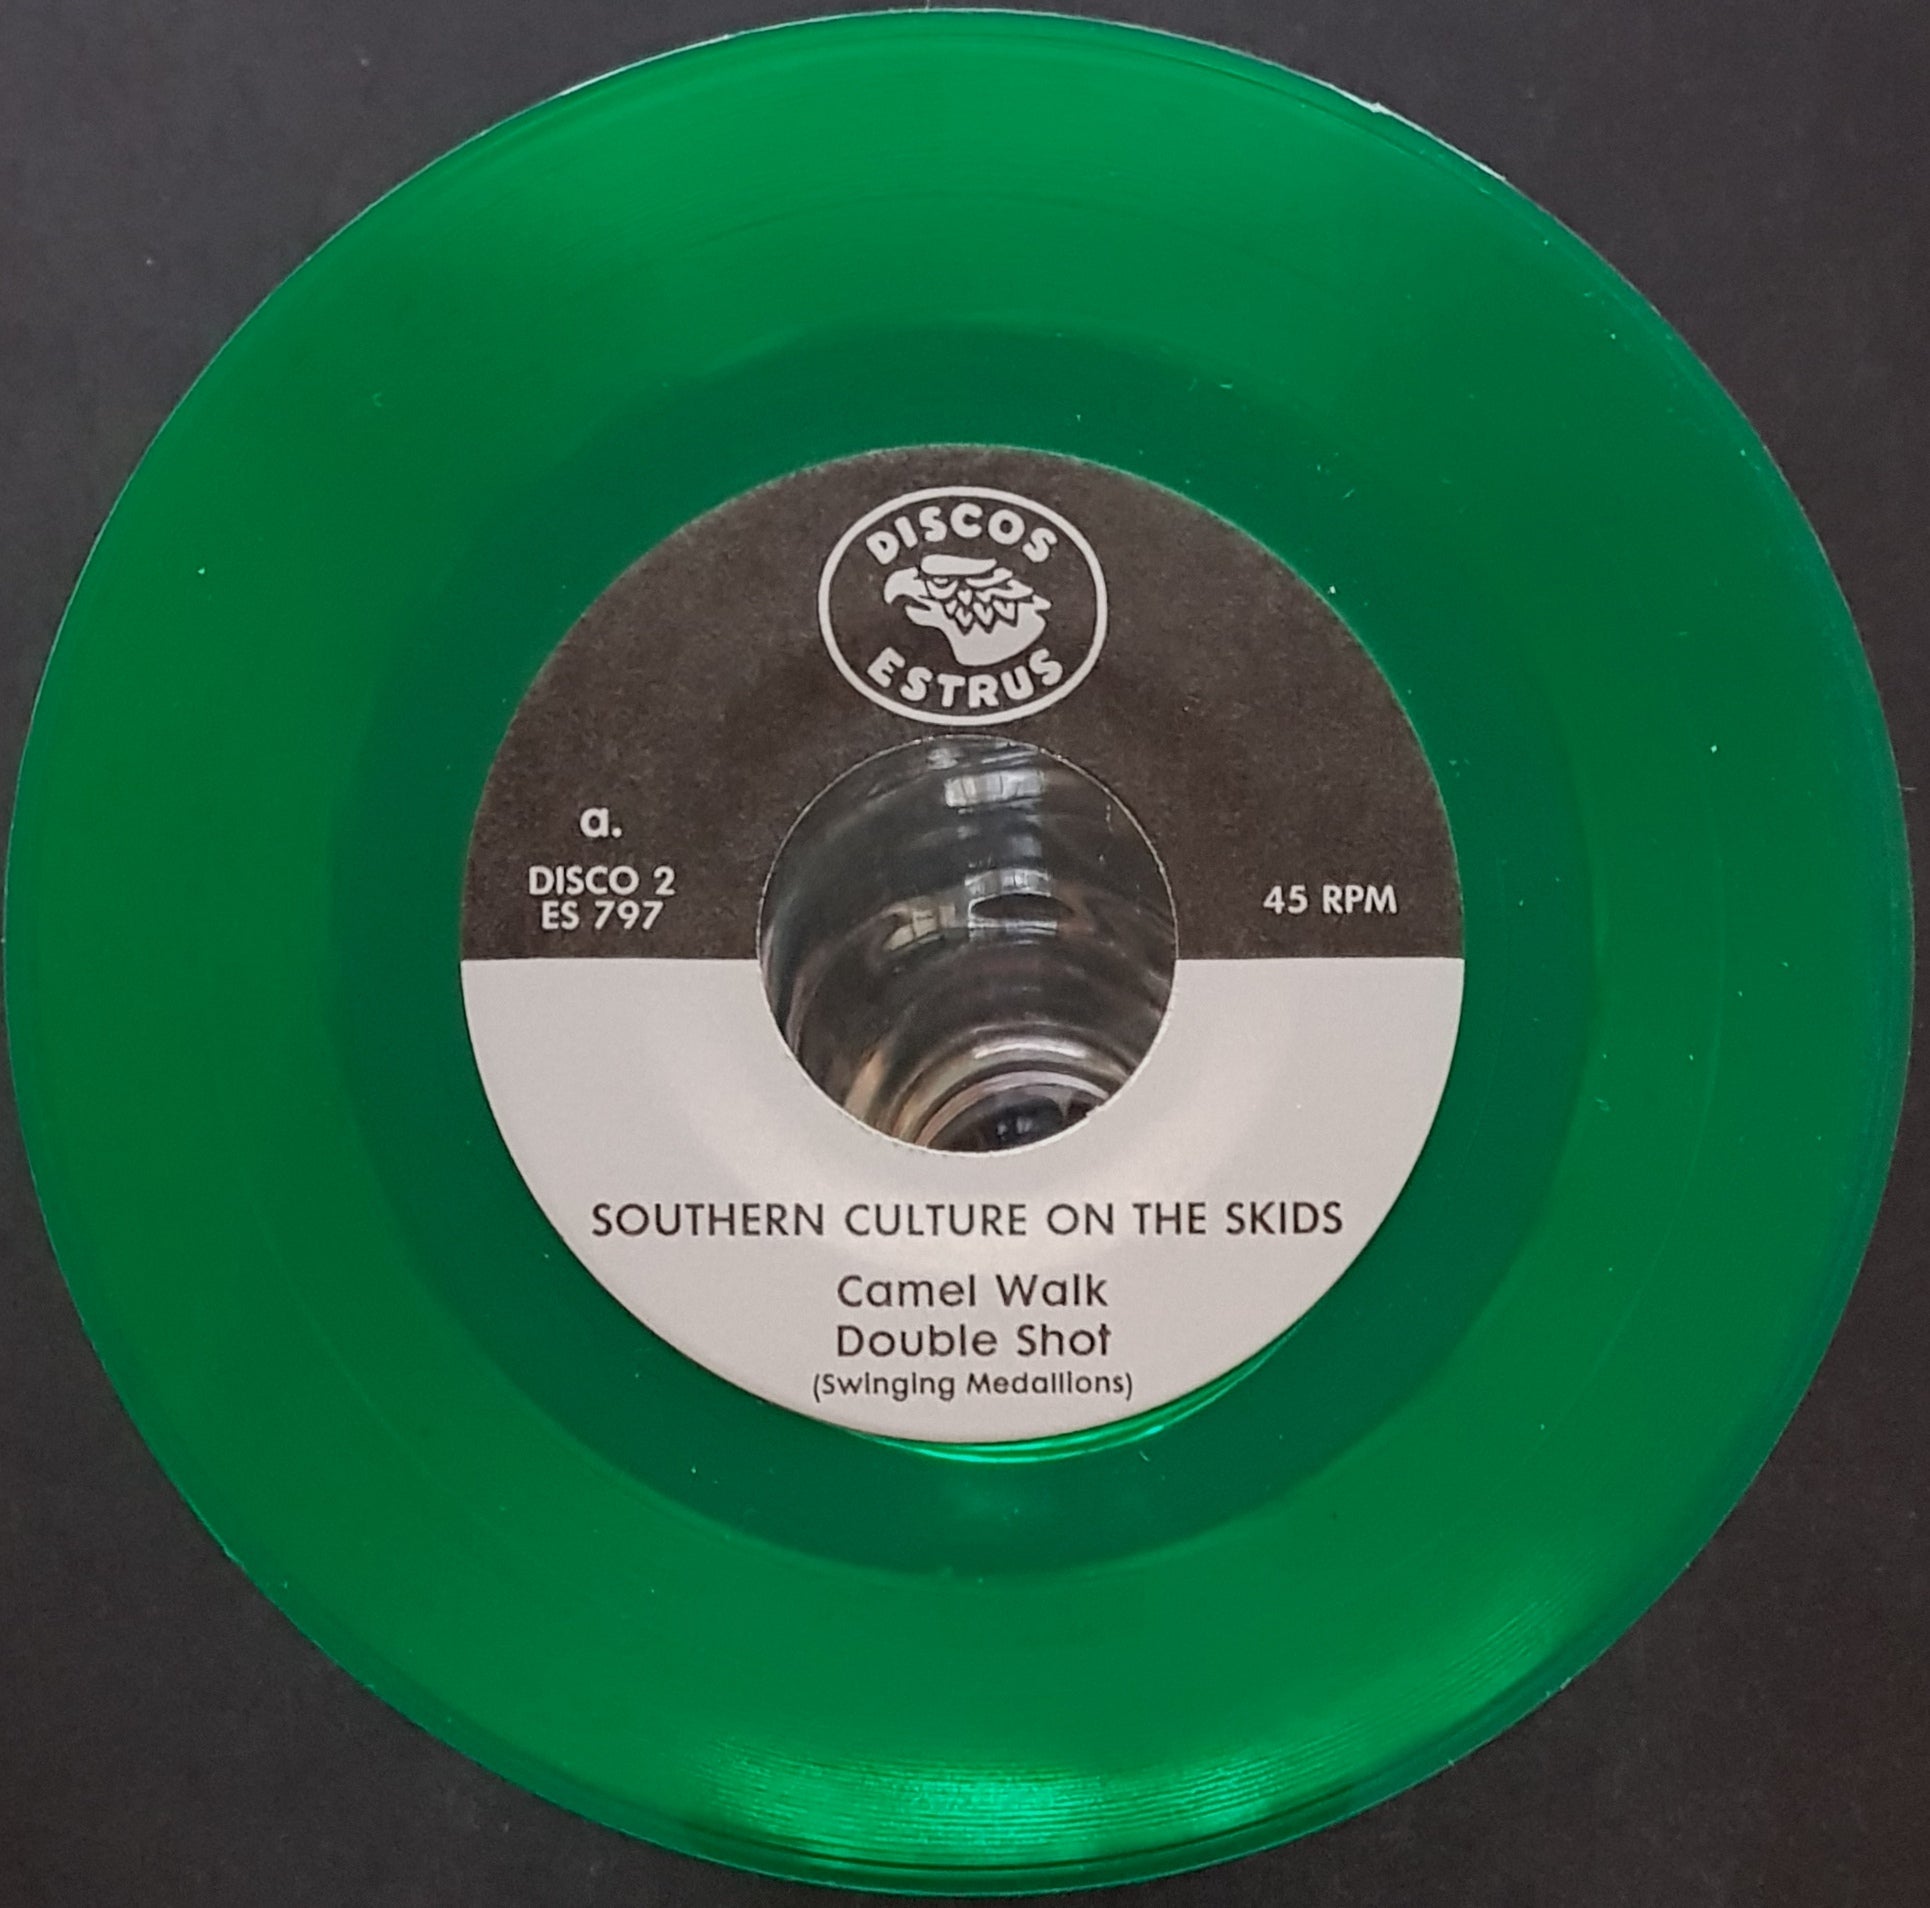 DISCOS
ESTRUS
a.
DISCO 2
ES 797
45 RPM
SOUTHERN CULTURE ON THE SKIDS
Camel Walk
Double Shot
(Swinging Medallions)